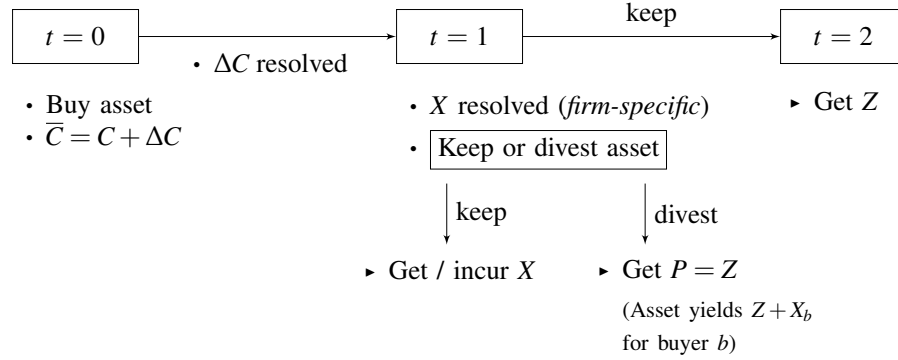 t = 0
t = 1
keep
t = 2
• ΔC resolved
• Buy asset
• C̅ = C + ΔC
• X resolved (firm-specific)
• Keep or divest asset
▸ Get Z
keep
divest
▸ Get / incur X
▸ Get P = Z
(Asset yields Z + X_b
for buyer b)